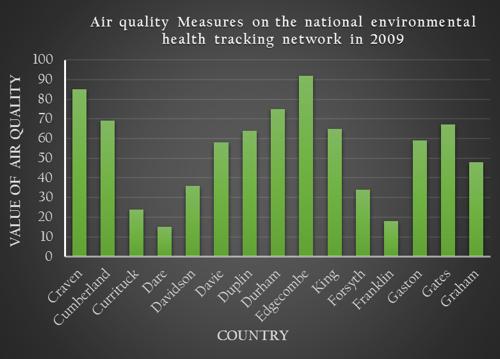 Air quality Measures on the national environmental
health tracking network in 2009
VALUE OF AIR QUALITY
100
90
80
70
60
50
40
30
20
10
0
Craven
Cumberland
Currituck
Dare
Davidson
Davie
Duplin
Durham
Edgecombe
King
Forsyth
Franklin
Gaston
Gates
Graham
COUNTRY